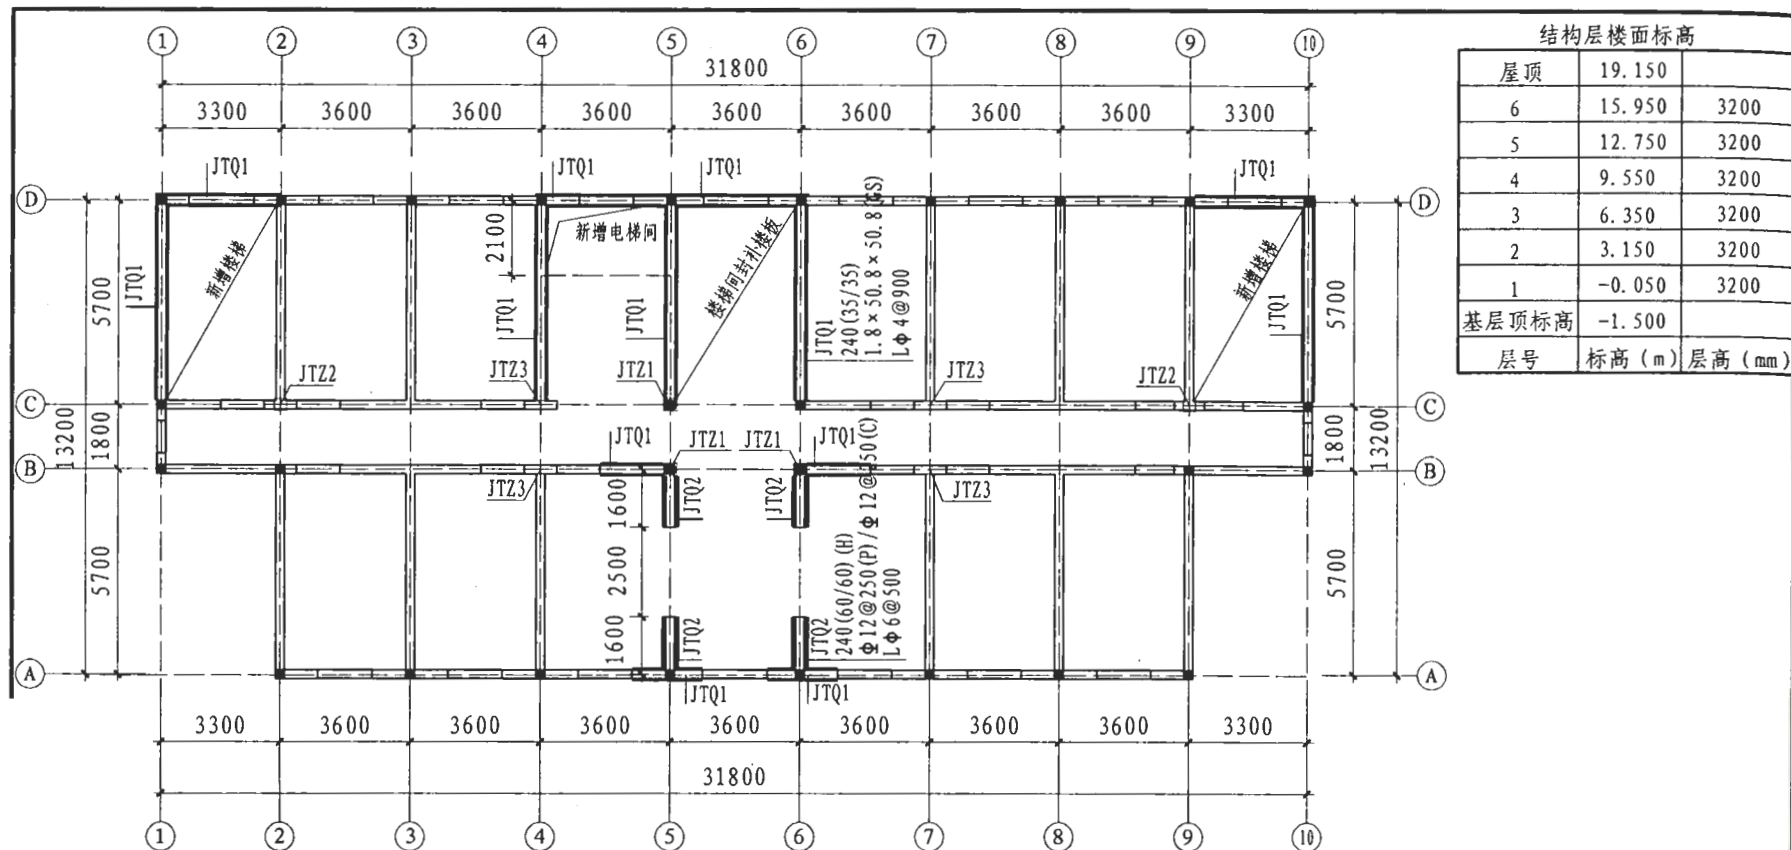 ① ② ③ ④ ⑤ ⑥ ⑦ ⑧ ⑨ ⑩
31800
3300 3600 3600 3600 3600 3600 3600 3600 3300
JTQ1 JTQ1 JTQ1 JTQ1
D D
新增楼梯
JTQ1
5700
2100
新增电梯间
JTQ1
JTQ1
楼梯间封补楼板
JTQ1
240(35/35)
1.8×50.8×50.8(GS)
LΦ4@900
新增楼梯
JTQ1
5700
JTZ2 JTZ3 JTZ1 JTZ3 JTZ2
C C
13200
1800
JTQ1 JTZ1 JTZ1 JTQ1
1800
13200
B B
JTZ3 JTZ3
JTQ2 JTQ2
5700
1600
2500
1600
JTQ2
JTQ2
240(60/60)(H)
Φ12@250(P)/Φ12@250(C)
LΦ6@500
5700
A A
JTQ1 JTQ1
3300 3600 3600 3600 3600 3600 3600 3600 3300
31800
① ② ③ ④ ⑤ ⑥ ⑦ ⑧ ⑨ ⑩
结构层楼面标高
屋顶 19.150
6 15.950 3200
5 12.750 3200
4 9.550 3200
3 6.350 3200
2 3.150 3200
1 -0.050 3200
基层顶标高 -1.500
层号 标高(m) 层高(mm)